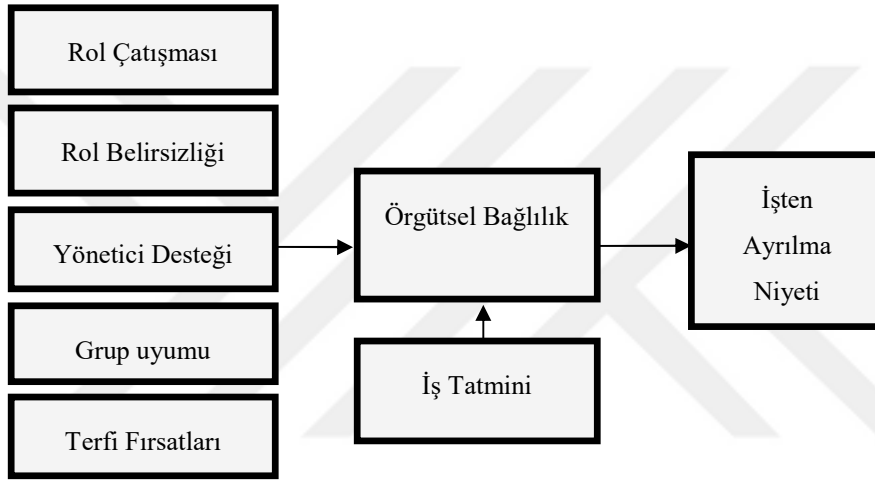 Rol Çatışması
Rol Belirsizliği
Yönetici Desteği
Grup uyumu
Terfi Fırsatları
Örgütsel Bağlılık
İş Tatmini
İşten
Ayrılma
Niyeti